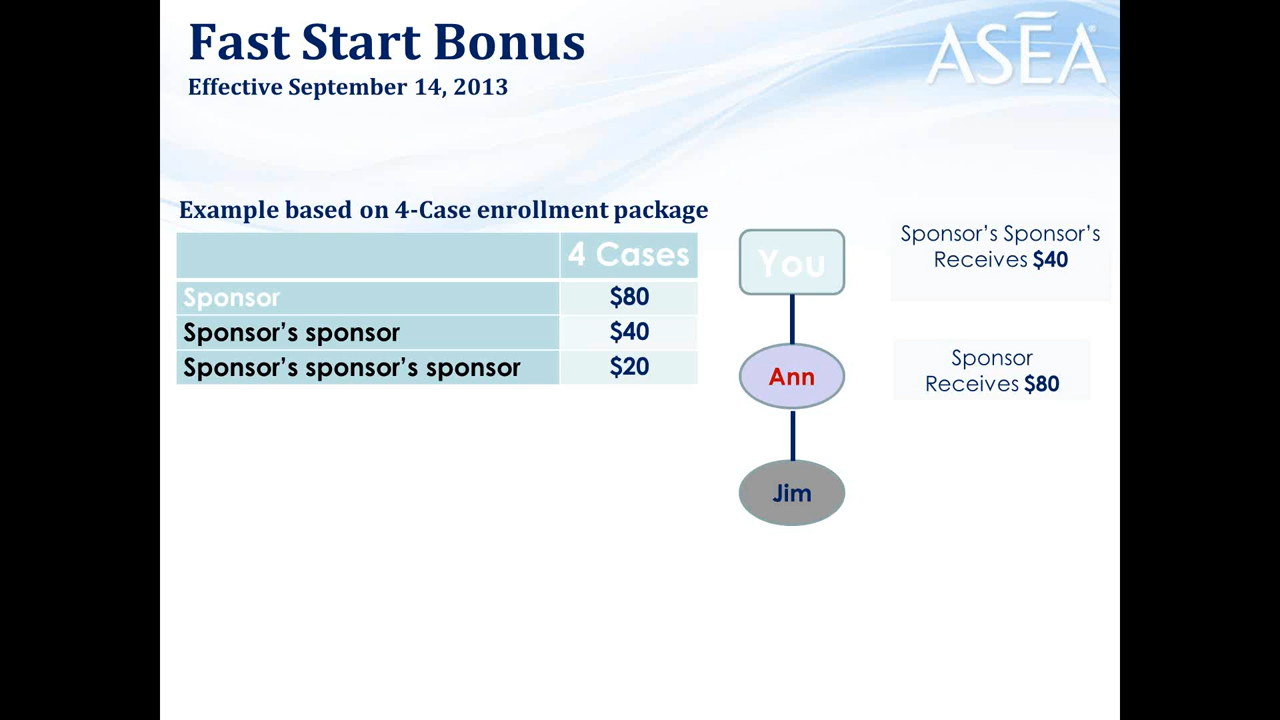 Fast Start Bonus
Effective September 14, 2013
ASEA
Example based on 4-Case enrollment package
4 Cases
Sponsor $80
Sponsor’s sponsor $40
Sponsor’s sponsor’s sponsor $20
You
Sponsor’s Sponsor’s
Receives $40
Ann
Sponsor
Receives $80
Jim